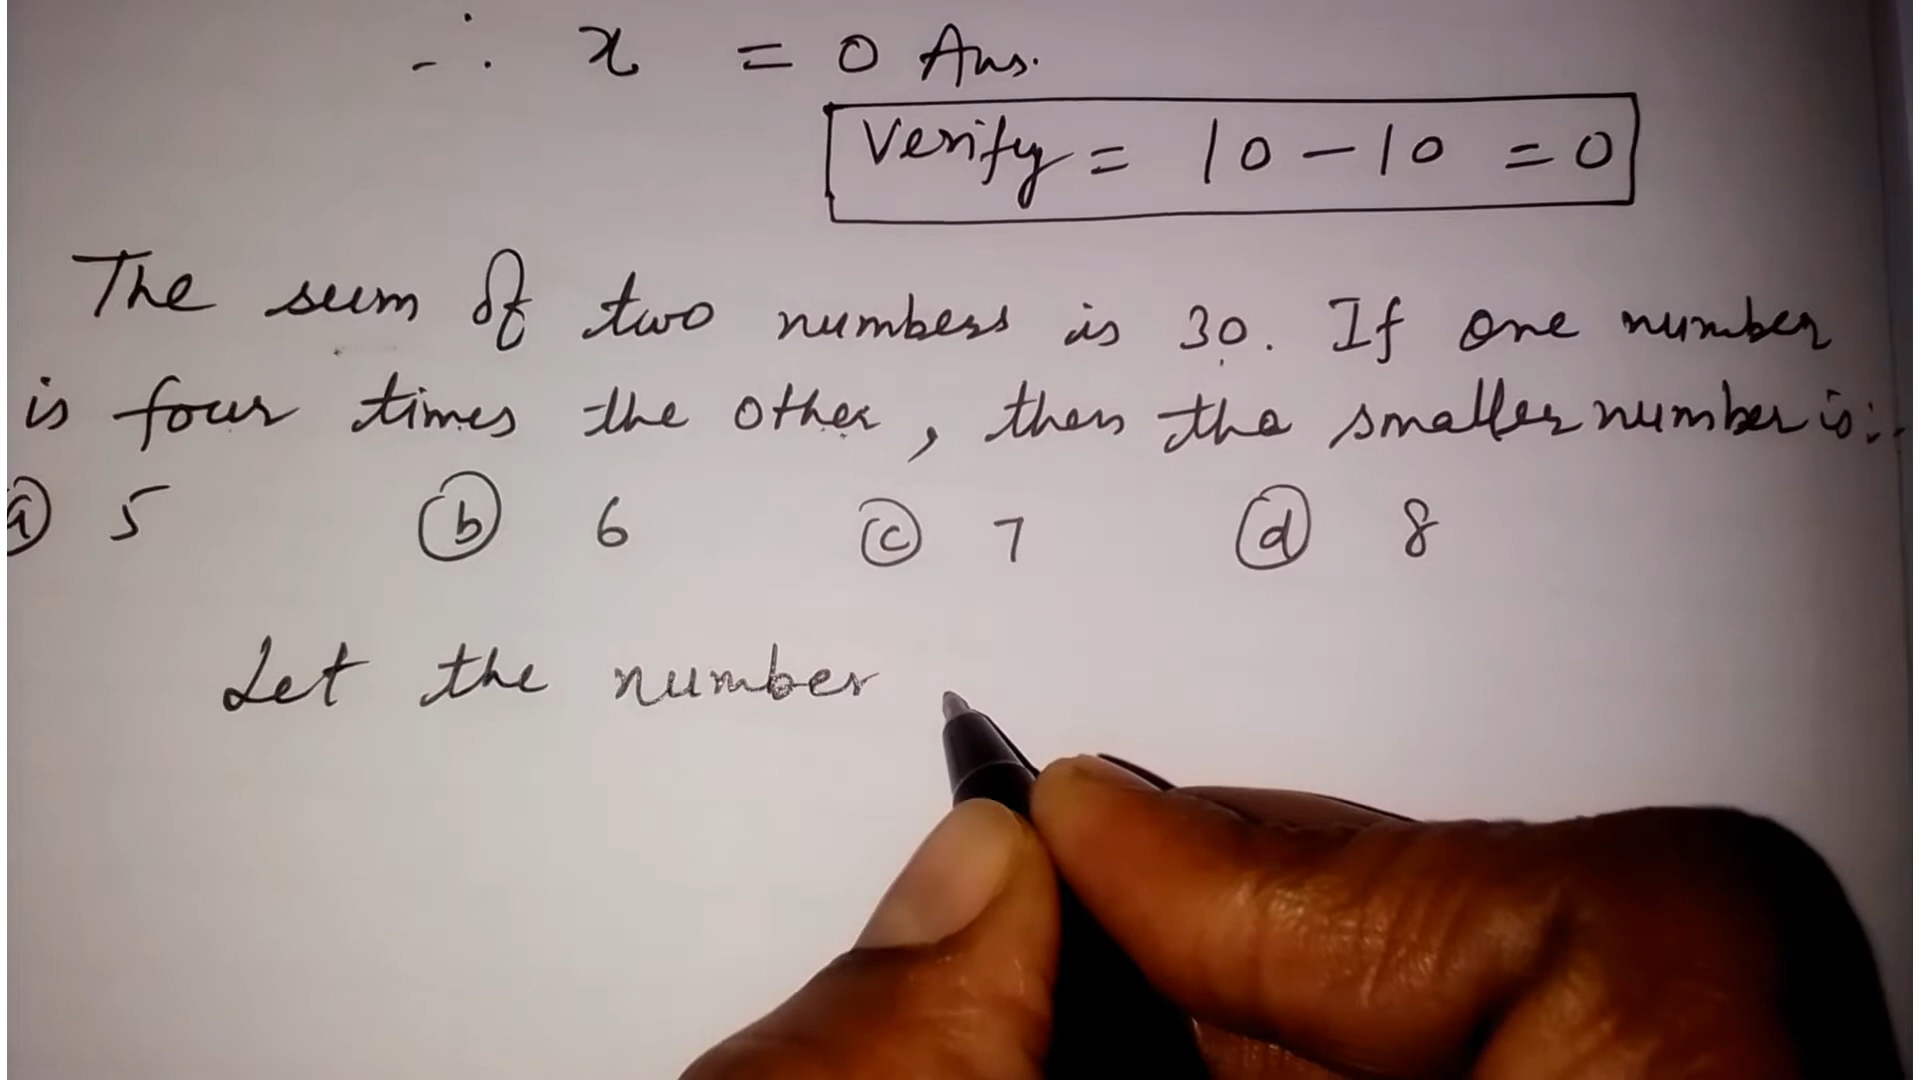 ∴ x = 0 Ans.
Verify = 10 - 10 = 0
The sum of two numbers is 30. If one number
is four times the other, then the smaller number is:-
(a) 5 (b) 6 (c) 7 (d) 8
Let the number